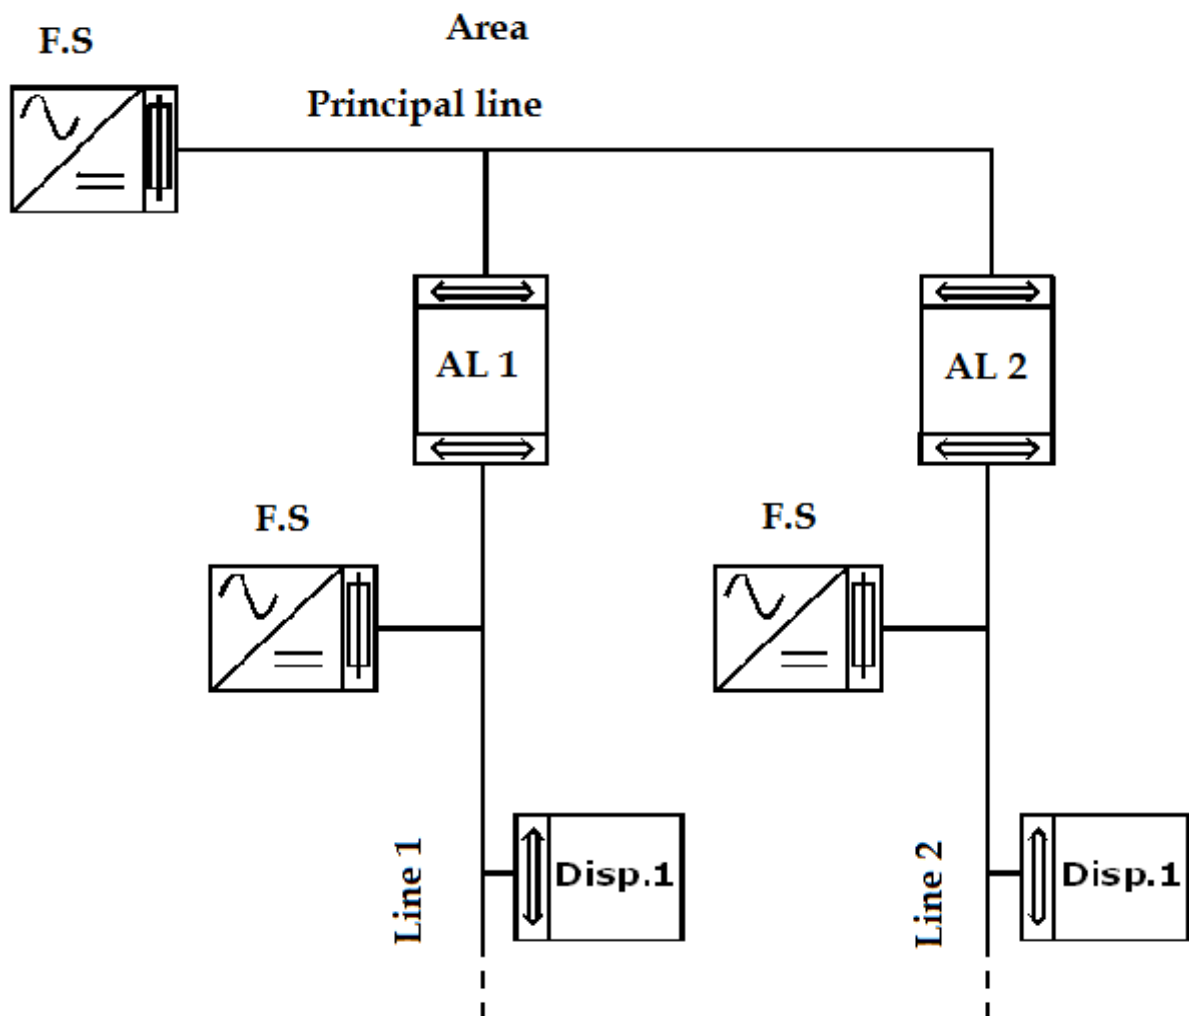 F.S
Area
Principal line
AL 1
AL 2
F.S
F.S
Line 1
Disp.1
Line 2
Disp.1